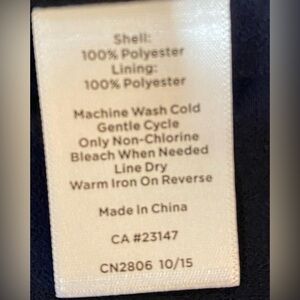 Shell:
100% Polyester
Lining:
100% Polyester
Machine Wash Cold
Gentle Cycle
Only Non-Chlorine
Bleach When Needed
Line Dry
Warm Iron On Reverse
Made In China
CA #23147
CN2806 10/15